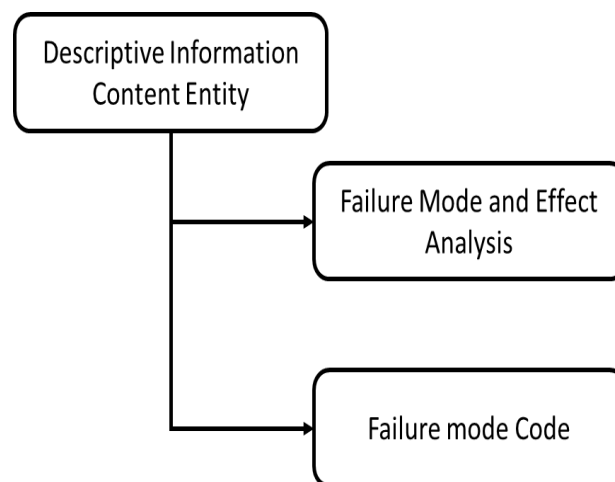 Descriptive Information
Content Entity
Failure Mode and Effect
Analysis
Failure mode Code